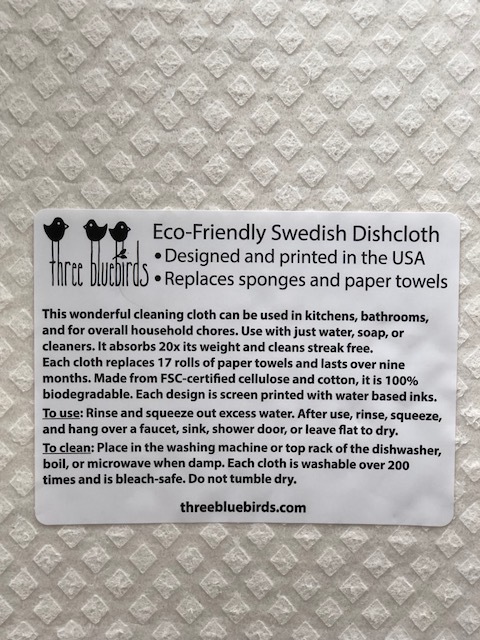 three bluebirds
Eco-Friendly Swedish Dishcloth
• Designed and printed in the USA
• Replaces sponges and paper towels
This wonderful cleaning cloth can be used in kitchens, bathrooms,
and for overall household chores. Use with just water, soap, or
cleaners. It absorbs 20x its weight and cleans streak free.
Each cloth replaces 17 rolls of paper towels and lasts over nine
months. Made from FSC-certified cellulose and cotton, it is 100%
biodegradable. Each design is screen printed with water based inks.
To use: Rinse and squeeze out excess water. After use, rinse, squeeze,
and hang over a faucet, sink, shower door, or leave flat to dry.
To clean: Place in the washing machine or top rack of the dishwasher,
boil, or microwave when damp. Each cloth is washable over 200
times and is bleach-safe. Do not tumble dry.
threebluebirds.com